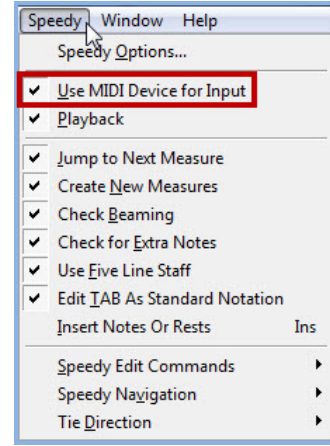 Speedy Window Help
Speedy Options...
Use MIDI Device for Input
Playback
Jump to Next Measure
Create New Measures
Check Beaming
Check for Extra Notes
Use Five Line Staff
Edit TAB As Standard Notation
Insert Notes Or Rests Ins
Speedy Edit Commands
Speedy Navigation
Tie Direction